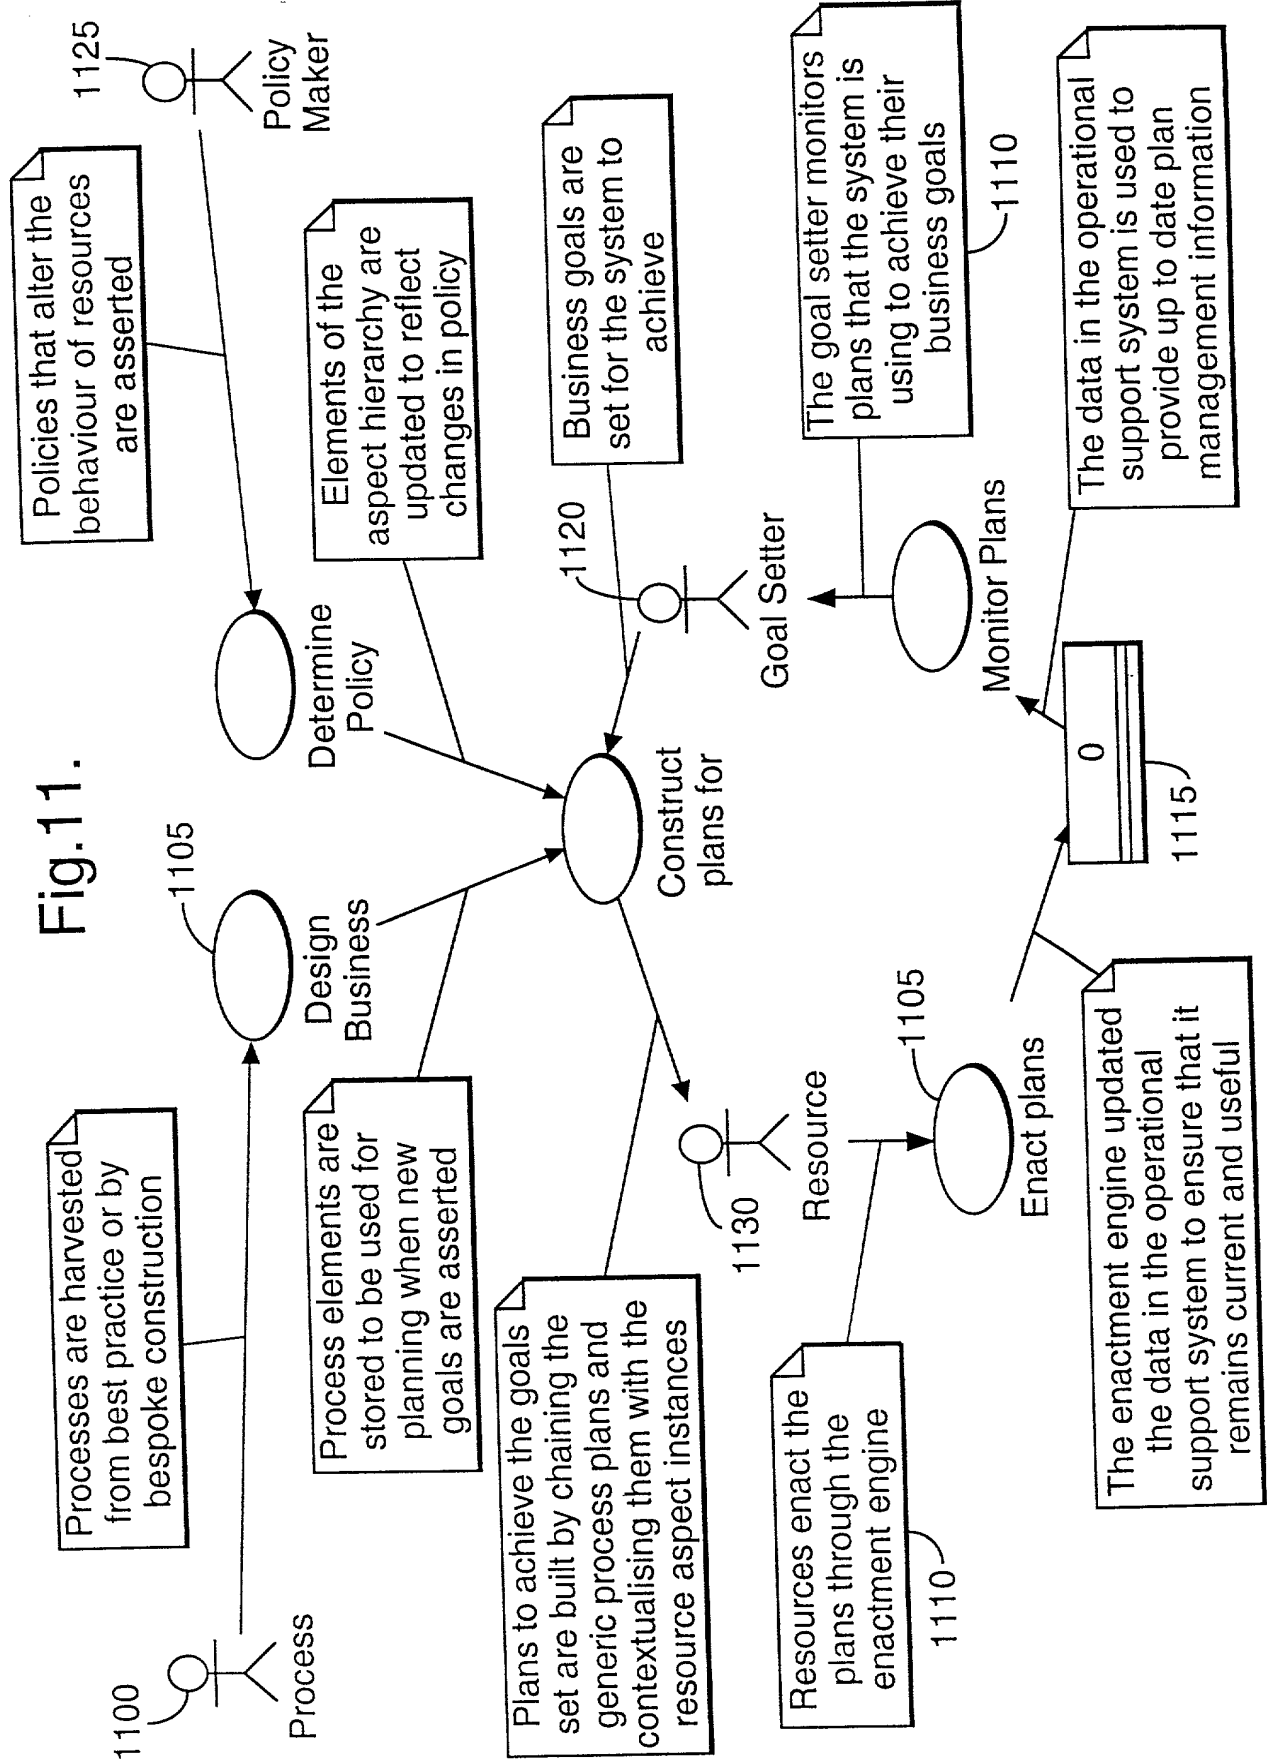 Fig.11.
1100
Process
Processes are harvested
from best practice or by
bespoke construction
1105
Design
Business
Policies that alter the
behaviour of resources
are asserted
1125
Policy
Maker
Determine
Policy
Process elements are
stored to be used for
planning when new
goals are asserted
Elements of the
aspect hierarchy are
updated to reflect
changes in policy
Plans to achieve the goals
set are built by chaining the
generic process plans and
contextualising them with the
resource aspect instances
Construct
plans for
Business goals are
set for the system to
achieve
1120
Goal Setter
1130
Resource
Resources enact the
plans through the
enactment engine
1110
1105
Enact plans
The goal setter monitors
plans that the system is
using to achieve their
business goals
1110
Monitor Plans
The enactment engine updated
the data in the operational
support system to ensure that it
remains current and useful
0
1115
The data in the operational
support system is used to
provide up to date plan
management information